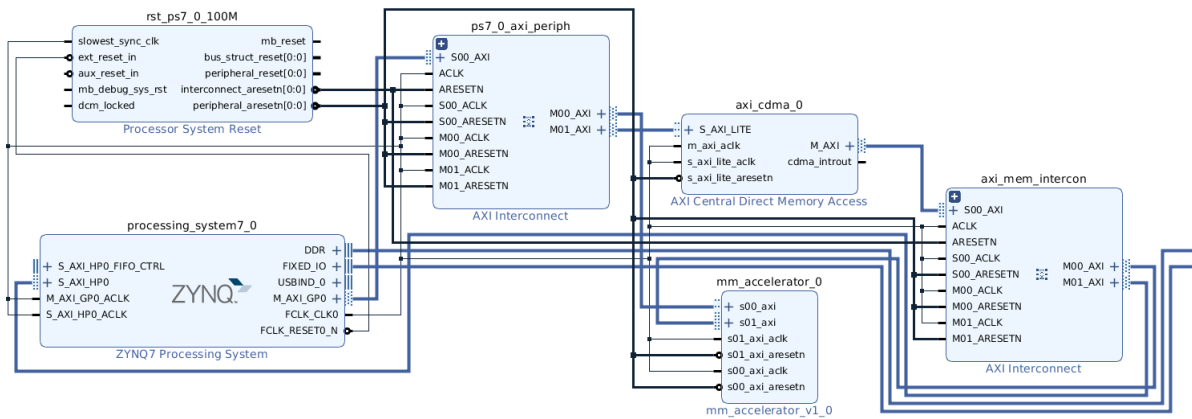 rst_ps7_0_100M
slowest_sync_clk
ext_reset_in
aux_reset_in
mb_debug_sys_rst
dcm_locked
mb_reset
bus_struct_reset[0:0]
peripheral_reset[0:0]
interconnect_aresetn[0:0]
peripheral_aresetn[0:0]
Processor System Reset
ps7_0_axi_periph
S00_AXI
ACLK
ARESETN
S00_ACLK
S00_ARESETN
M00_ACLK
M00_ARESETN
M01_ACLK
M01_ARESETN
M00_AXI
M01_AXI
AXI Interconnect
axi_cdma_0
S_AXI_LITE
m_axi_aclk
s_axi_lite_aclk
s_axi_lite_aresetn
M_AXI
cdma_introut
AXI Central Direct Memory Access
axi_mem_intercon
S00_AXI
ACLK
ARESETN
S00_ACLK
S00_ARESETN
M00_ACLK
M00_ARESETN
M01_ACLK
M01_ARESETN
M00_AXI
M01_AXI
AXI Interconnect
processing_system7_0
S_AXI_HP0_FIFO_CTRL
S_AXI_HP0
M_AXI_GP0_ACLK
S_AXI_HP0_ACLK
ZYNQ
DDR
FIXED_IO
USBIND_0
M_AXI_GP0
FCLK_CLK0
FCLK_RESET0_N
ZYNQ7 Processing System
mm_accelerator_0
s00_axi
s01_axi
s01_axi_aclk
s01_axi_aresetn
s00_axi_aclk
s00_axi_aresetn
mm_accelerator_v1_0